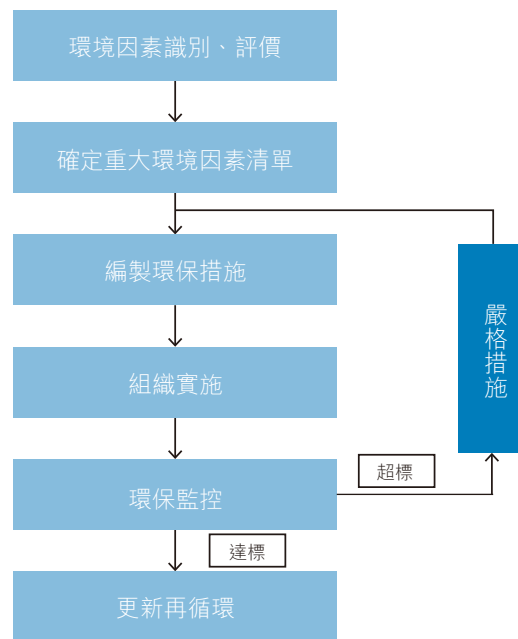 環境因素識別、評價
確定重大環境因素清單
編製環保措施
嚴格措施
組織實施
環保監控
超標
達標
更新再循環